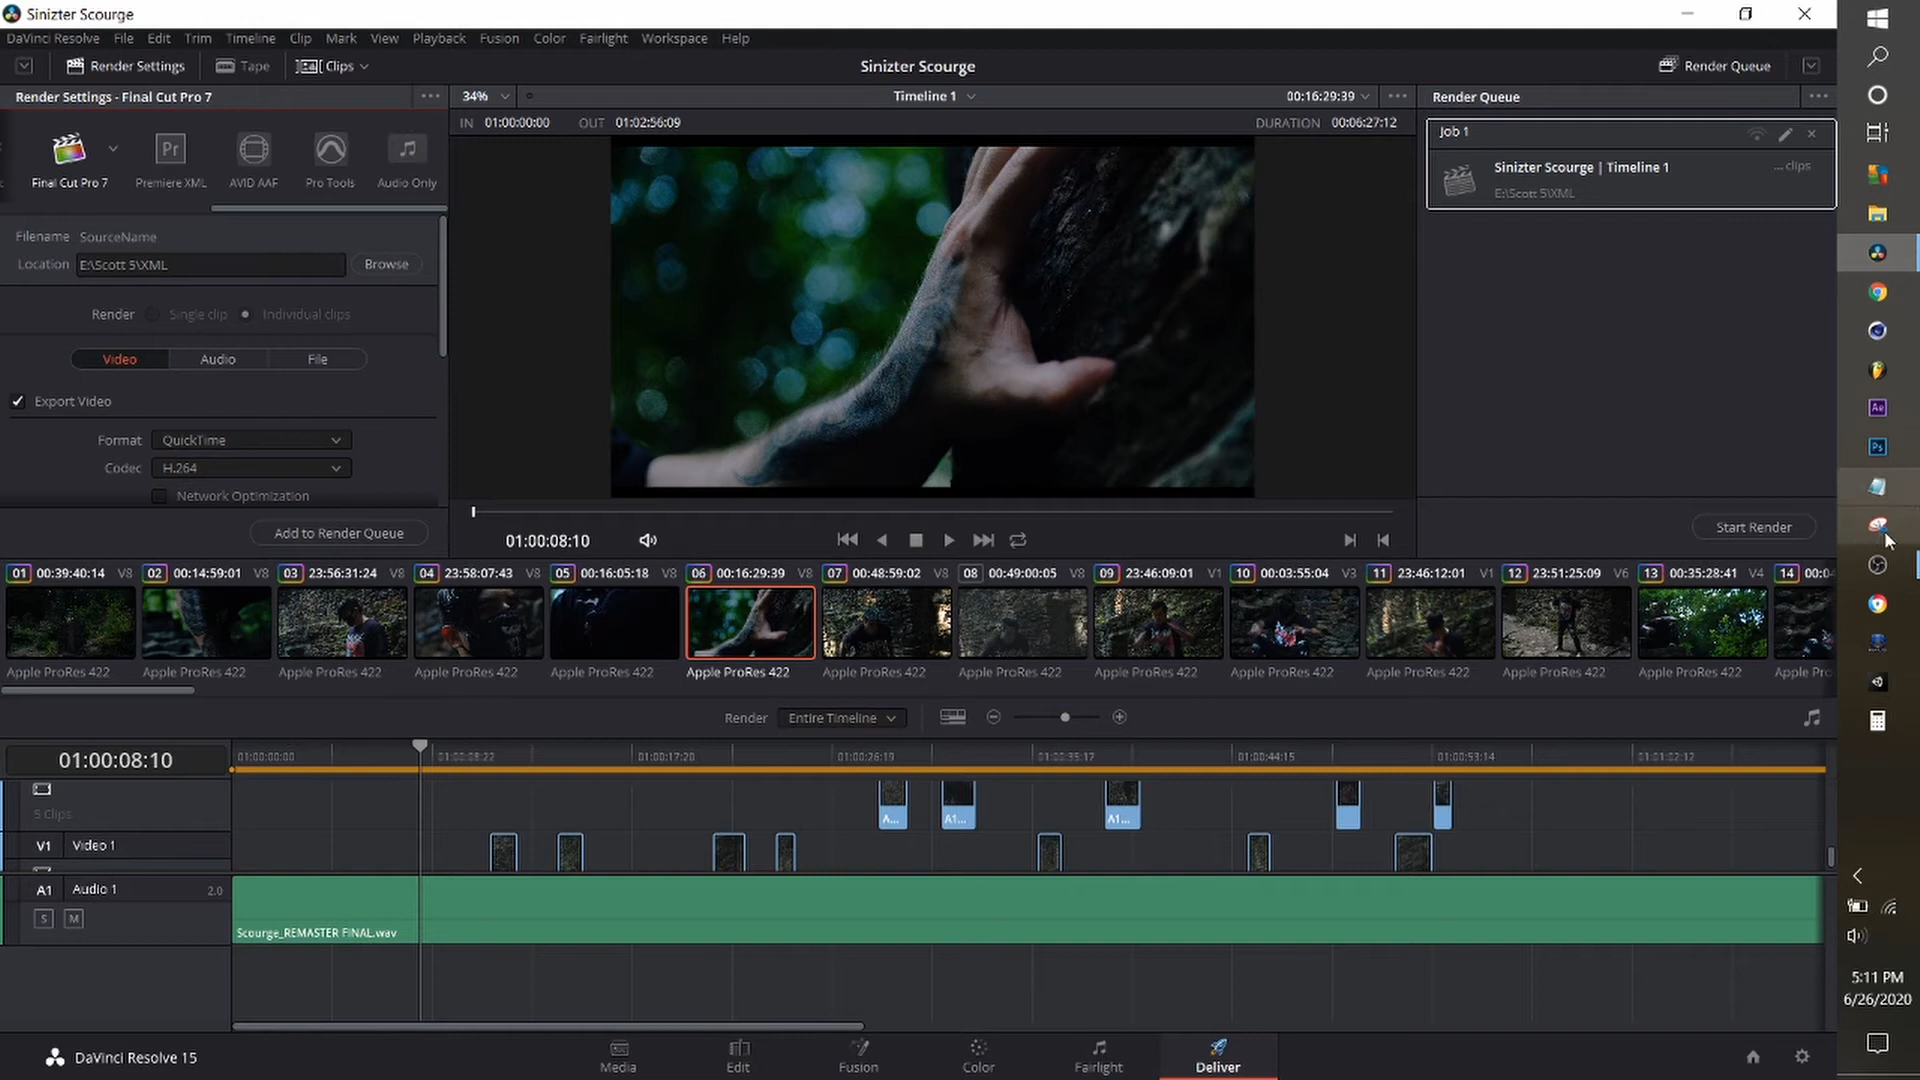 Sinizter Scourge
DaVinci Resolve File Edit Trim Timeline Clip Mark View Playback Fusion Color Fairlight Workspace Help
Render Settings Tape Clips Sinizter Scourge Render Queue
Render Settings - Final Cut Pro 7 34% Timeline 1 00:16:29:39 Render Queue
IN 01:00:00:00 OUT 01:02:56:09 DURATION 00:06:27:12
Job 1
Final Cut Pro 7 Premiere XML AVID AAF Pro Tools Audio Only
Pr
Sinizter Scourge | Timeline 1 ... clips
E:\Scott 5\XML
Filename SourceName
Location E:\Scott 5\XML Browse
Render Single clip Individual clips
Video Audio File
Export Video
Format QuickTime
Codec H.264
Network Optimization
Add to Render Queue 01:00:08:10 Start Render
01 00:39:40:14 V8 02 00:14:59:01 V8 03 23:56:31:24 V8 04 23:58:07:43 V8 05 00:16:05:18 V8 06 00:16:29:39 V8 07 00:48:59:02 V8 08 00:49:00:05 V8 09 23:46:09:01 V1 10 00:03:55:04 V3 11 23:46:12:01 V1 12 23:51:25:09 V6 13 00:35:28:41 V4 14
Apple ProRes 422 Apple ProRes 422 Apple ProRes 422 Apple ProRes 422 Apple ProRes 422 Apple ProRes 422 Apple ProRes 422 Apple ProRes 422 Apple ProRes 422 Apple ProRes 422 Apple ProRes 422 Apple ProRes 422 Apple ProRes 422 Apple Pro
Render Entire Timeline
01:00:08:10 01:00:00:00 01:00:08:22 01:00:17:20 01:00:26:19 01:00:35:17 01:00:44:15 01:00:53:14 01:01:02:12
5 Clips A... A1... A1...
V1 Video 1
A1 Audio 1 2.0
S M
Scourge_REMASTER FINAL.wav
DaVinci Resolve 15 Media Edit Fusion Color Fairlight Deliver
Ae
Ps
5:11 PM
6/26/2020